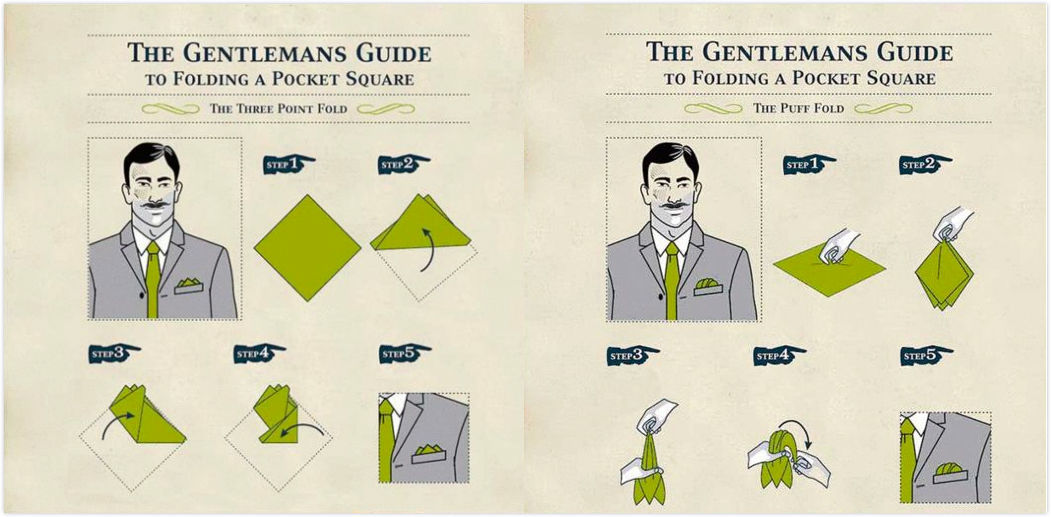 THE GENTLEMANS GUIDE
TO FOLDING A POCKET SQUARE
THE THREE POINT FOLD
STEP 1
STEP 2
STEP 3
STEP 4
STEP 5
THE GENTLEMANS GUIDE
TO FOLDING A POCKET SQUARE
THE PUFF FOLD
STEP 1
STEP 2
STEP 3
STEP 4
STEP 5